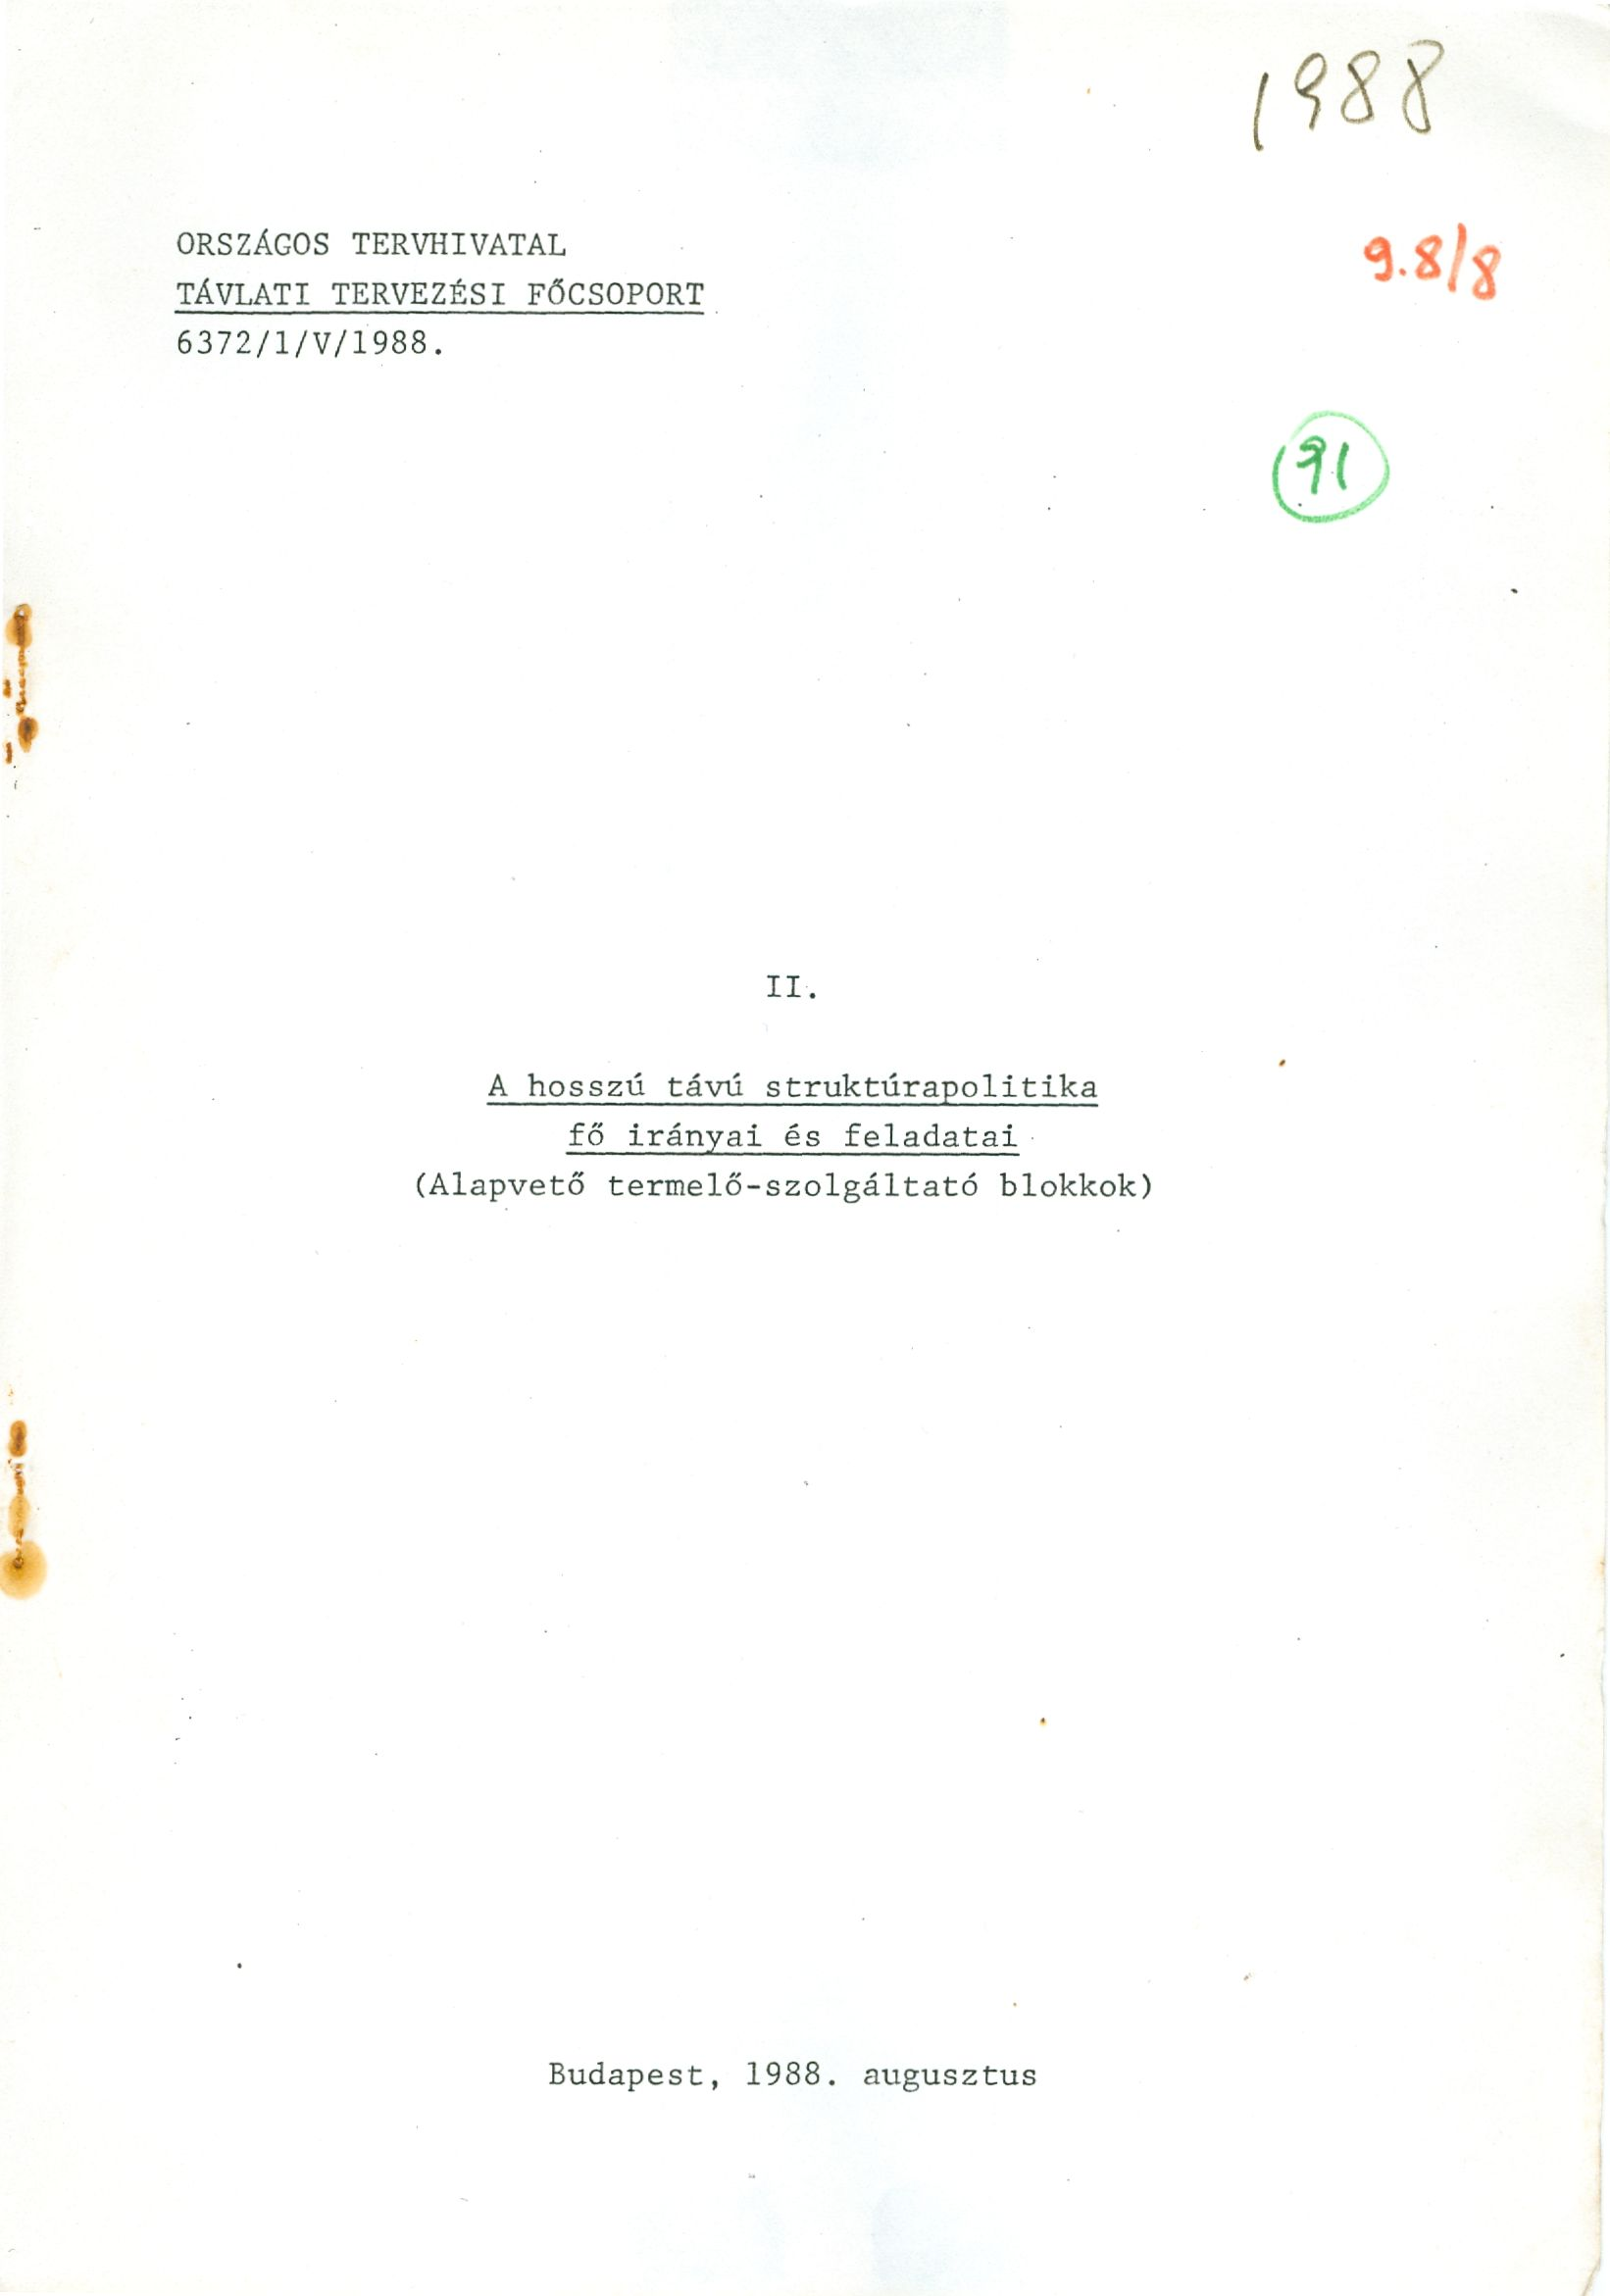 1988
ORSZÁGOS TERVHIVATAL
9.8/8
TÁVLATI TERVEZÉSI FŐCSOPORT
6372/1/V/1988.
91
II.
A hosszú távú struktúrapolitika
fő irányai és feladatai
(Alapvető termelő-szolgáltató blokkok)
Budapest, 1988. augusztus